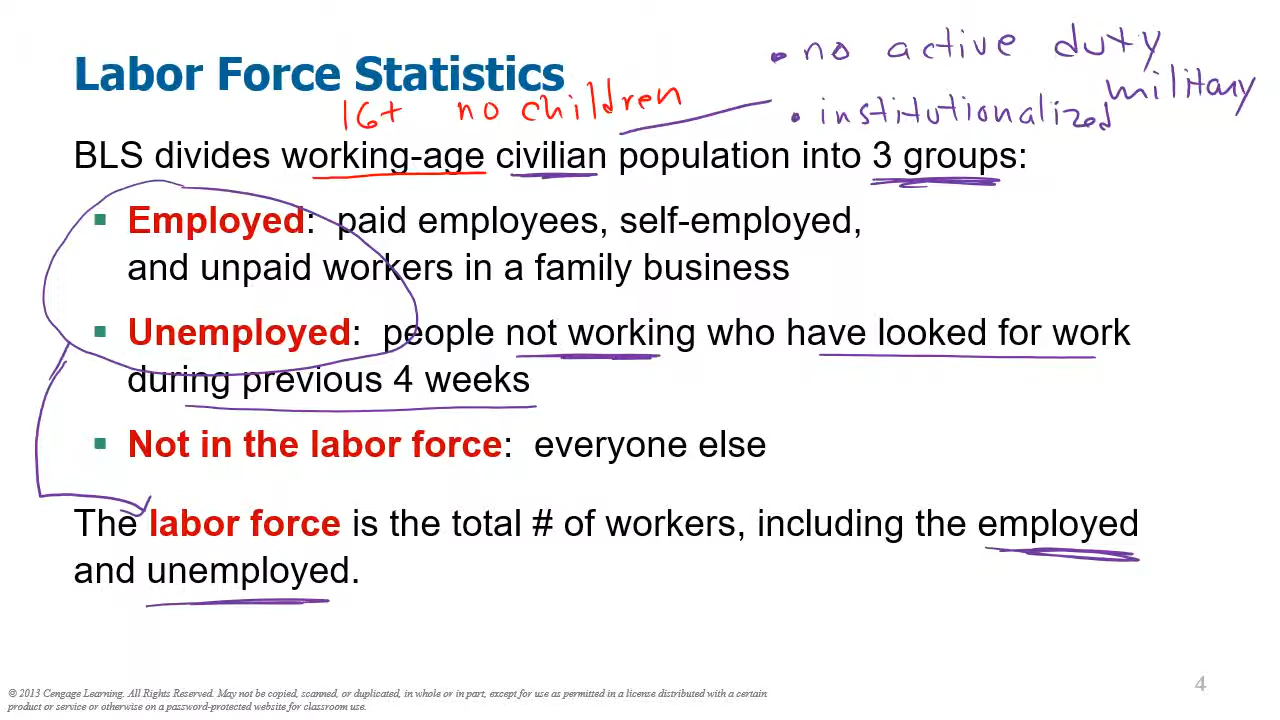 Labor Force Statistics
• no active duty military
• institutionalized
16+ no children
BLS divides working-age civilian population into 3 groups:
▪ Employed: paid employees, self-employed,
and unpaid workers in a family business
▪ Unemployed: people not working who have looked for work
during previous 4 weeks
▪ Not in the labor force: everyone else
The labor force is the total # of workers, including the employed
and unemployed.
© 2013 Cengage Learning. All Rights Reserved. May not be copied, scanned, or duplicated, in whole or in part, except for use as permitted in a license distributed with a certain
product or service or otherwise on a password-protected website for classroom use.
4